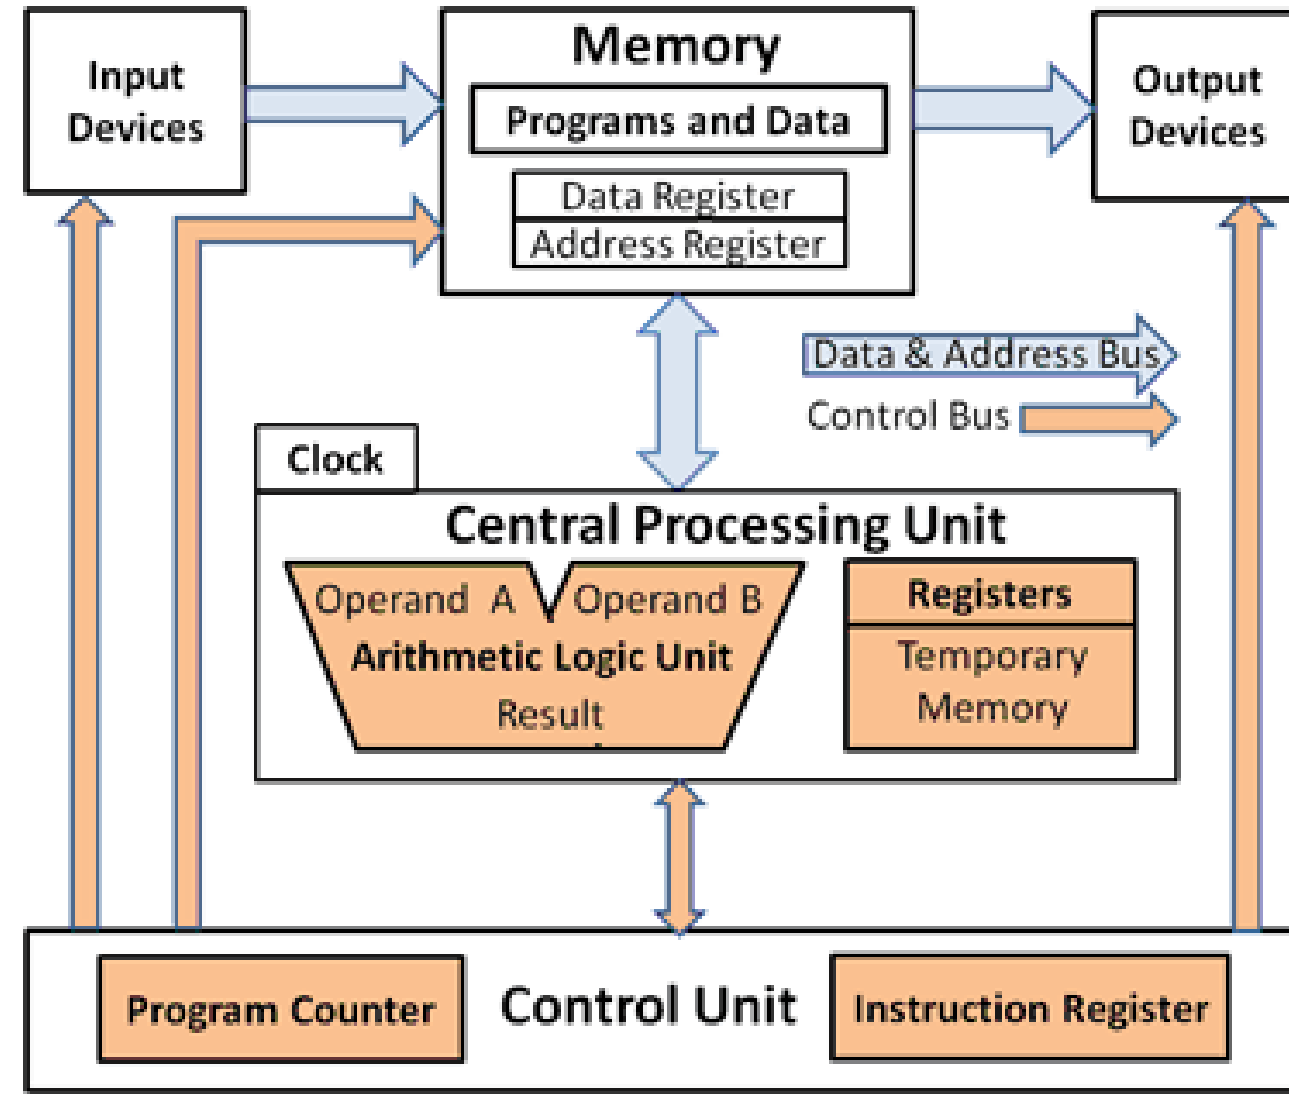 Input
Devices
Memory
Programs and Data
Data Register
Address Register
Output
Devices
Data & Address Bus
Control Bus
Clock
Central Processing Unit
Operand A
Operand B
Arithmetic Logic Unit
Result
Registers
Temporary
Memory
Program Counter
Control Unit
Instruction Register